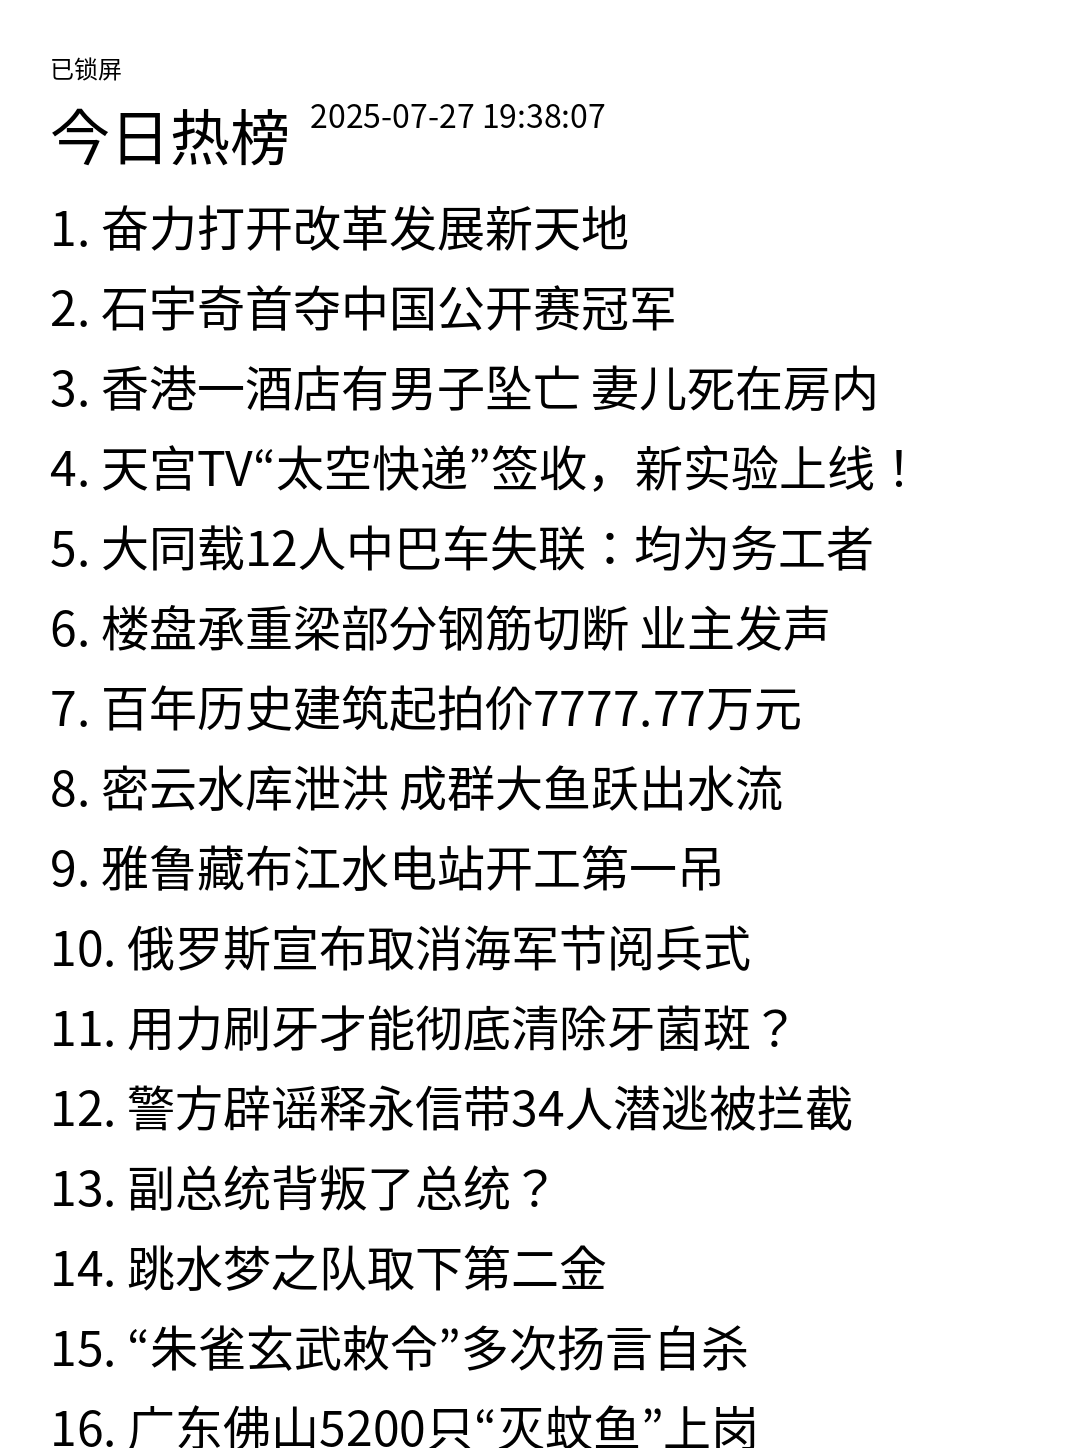 已锁屏
今日热榜 2025-07-27 19:38:07
1. 奋力打开改革发展新天地
2. 石宇奇首夺中国公开赛冠军
3. 香港一酒店有男子坠亡 妻儿死在房内
4. 天宫TV“太空快递”签收，新实验上线！
5. 大同载12人中巴车失联：均为务工者
6. 楼盘承重梁部分钢筋切断 业主发声
7. 百年历史建筑起拍价7777.77万元
8. 密云水库泄洪 成群大鱼跃出水流
9. 雅鲁藏布江水电站开工第一吊
10. 俄罗斯宣布取消海军节阅兵式
11. 用力刷牙才能彻底清除牙菌斑？
12. 警方辟谣释永信带34人潜逃被拦截
13. 副总统背叛了总统？
14. 跳水梦之队取下第二金
15. “朱雀玄武敕令”多次扬言自杀
16. 广东佛山5200只“灭蚊鱼”上岗